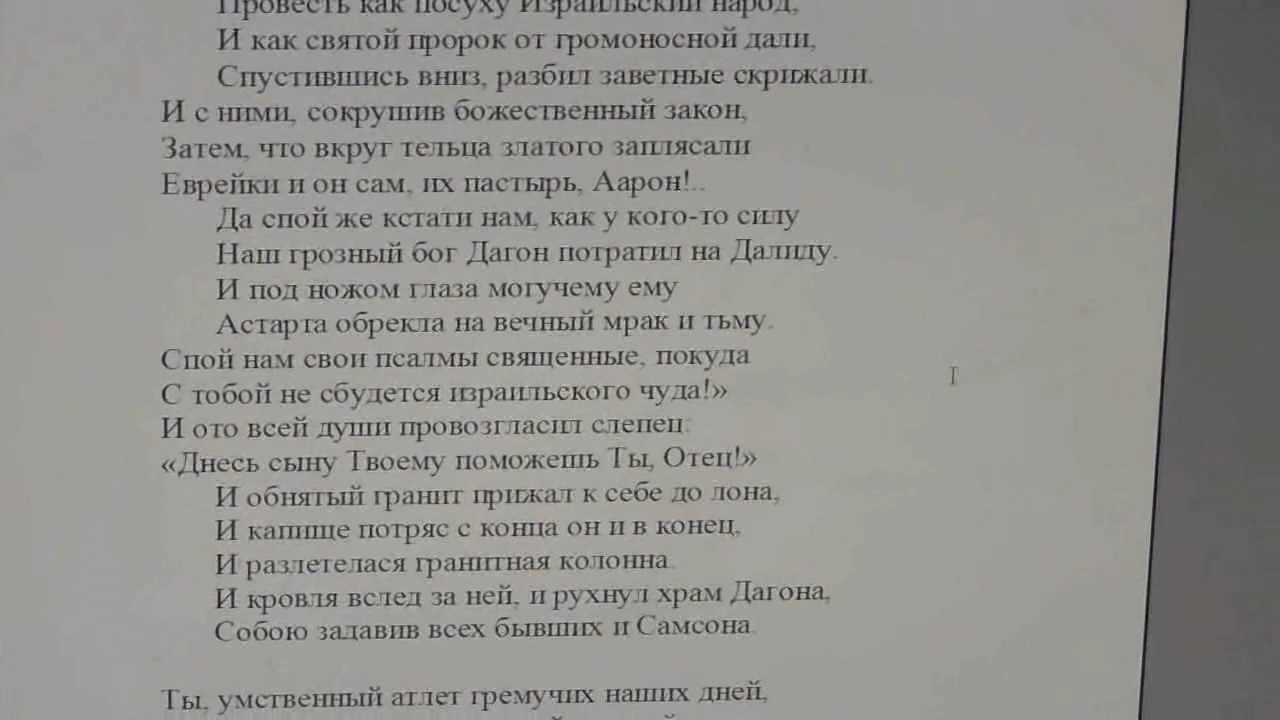 Провесть как посуху Израильский народ,
И как святой пророк от громоносной дали,
Спустившись вниз, разбил заветные скрижали.
И с ними, сокрушив божественный закон,
Затем, что вкруг тельца златого заплясали
Еврейки и он сам, их пастырь, Аарон!..
Да спой же кстати нам, как у кого-то силу
Наш грозный бог Дагон потратил на Далиду.
И под ножом глаза могучему ему
Астарта обрекла на вечный мрак и тьму.
Спой нам свои псалмы священные, покуда
С тобой не сбудется израильского чуда!»
И ото всей души провозгласил слепец:
«Днесь сыну Твоему поможешь Ты, Отец!»
И обнятый гранит прижал к себе до лона,
И капище потряс с конца он и в конец,
И разлетелася гранитная колонна.
И кровля вслед за ней, и рухнул храм Дагона,
Собою задавив всех бывших и Самсона.
Ты, умственный атлет гремучих наших дней,